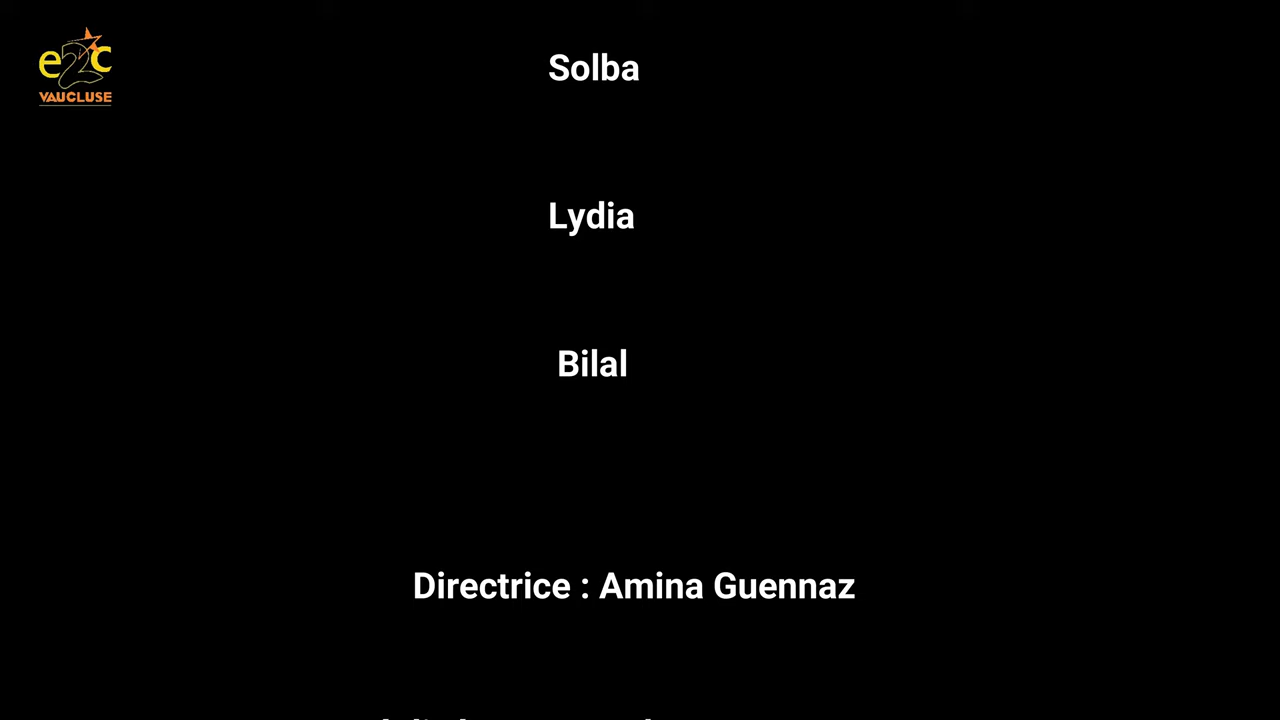 e2c
VAUCLUSE
Solba
Lydia
Bilal
Directrice : Amina Guennaz